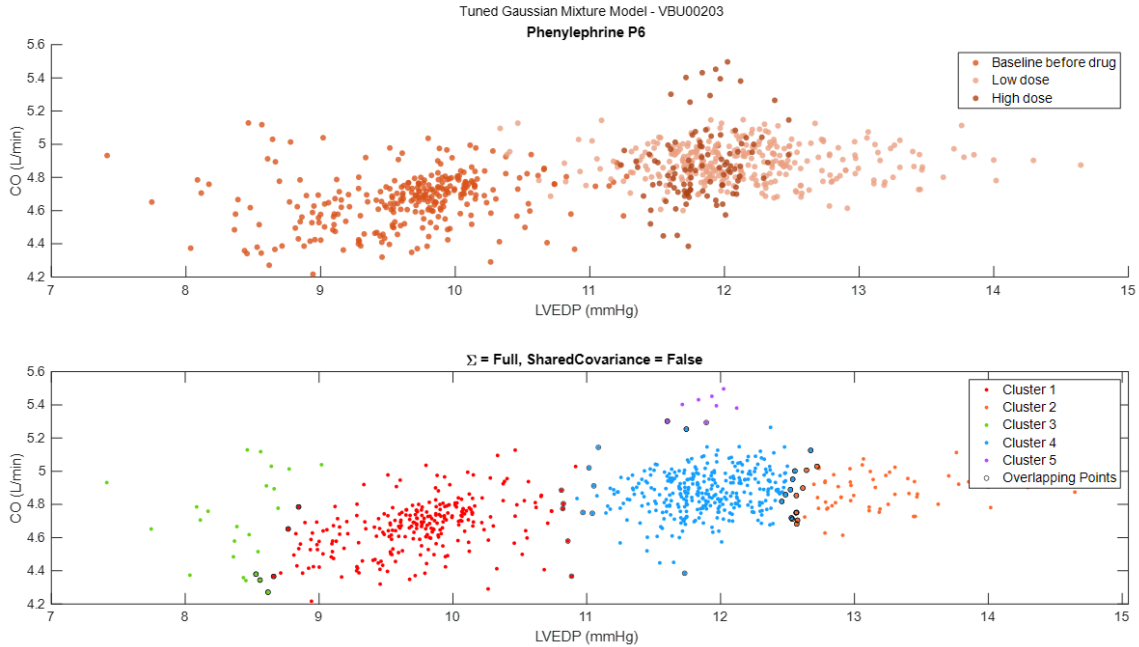 Tuned Gaussian Mixture Model - VBU00203
Phenylephrine P6
5.6
5.4
5.2
5
4.8
4.6
4.4
4.2
CO (L/min)
Baseline before drug
Low dose
High dose
7 8 9 10 11 12 13 14 15
LVEDP (mmHg)
Σ = Full, SharedCovariance = False
5.6
5.4
5.2
5
4.8
4.6
4.4
4.2
CO (L/min)
Cluster 1
Cluster 2
Cluster 3
Cluster 4
Cluster 5
Overlapping Points
7 8 9 10 11 12 13 14 15
LVEDP (mmHg)